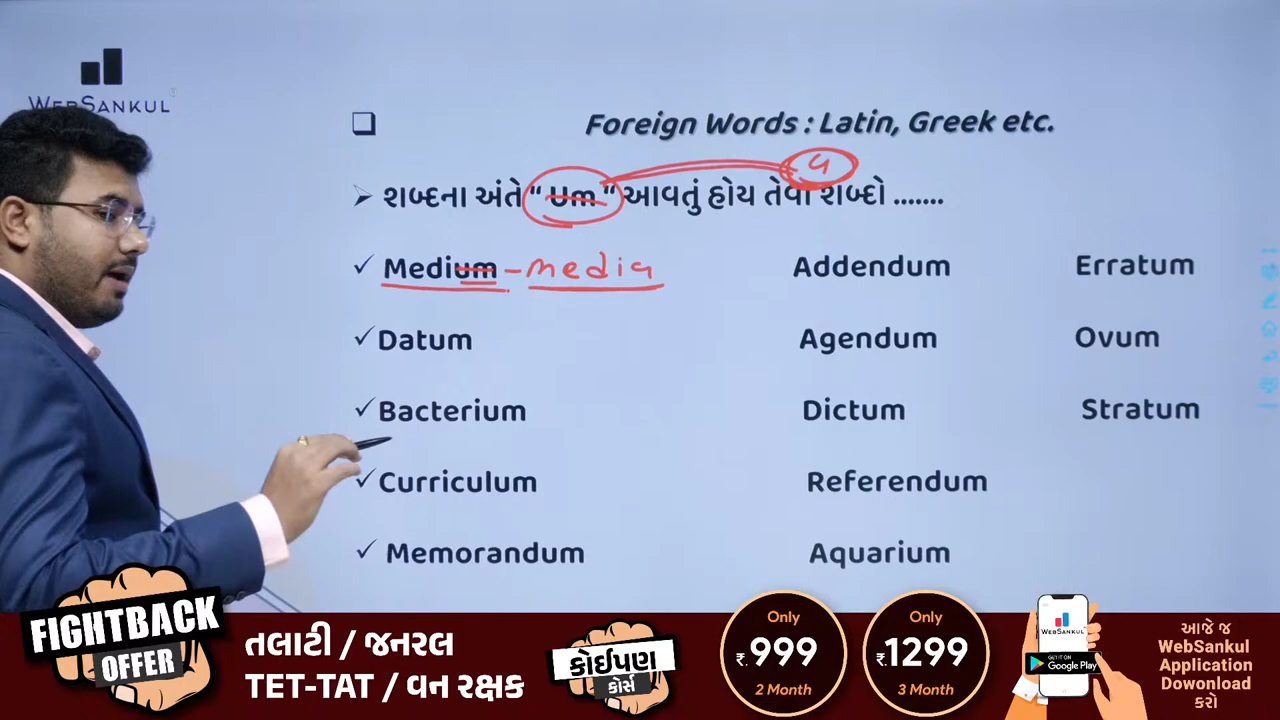 WEBSANKUL
Foreign Words : Latin, Greek etc.
a
શબ્દના અંતે " um " આવતું હોય તેવા શબ્દો .......
Medium - media
Addendum
Erratum
Datum
Agendum
Ovum
Bacterium
Dictum
Stratum
Curriculum
Referendum
Memorandum
Aquarium
FIGHTBACK
OFFER
તલાટી / જનરલ
TET-TAT / વન રક્ષક
કોઈપણ
કોર્સ
Only
₹.999
2 Month
Only
₹.1299
3 Month
WEBSANKUL
GET IT ON
Google Play
આજે જ
WebSankul
Application
Dowonload
કરો